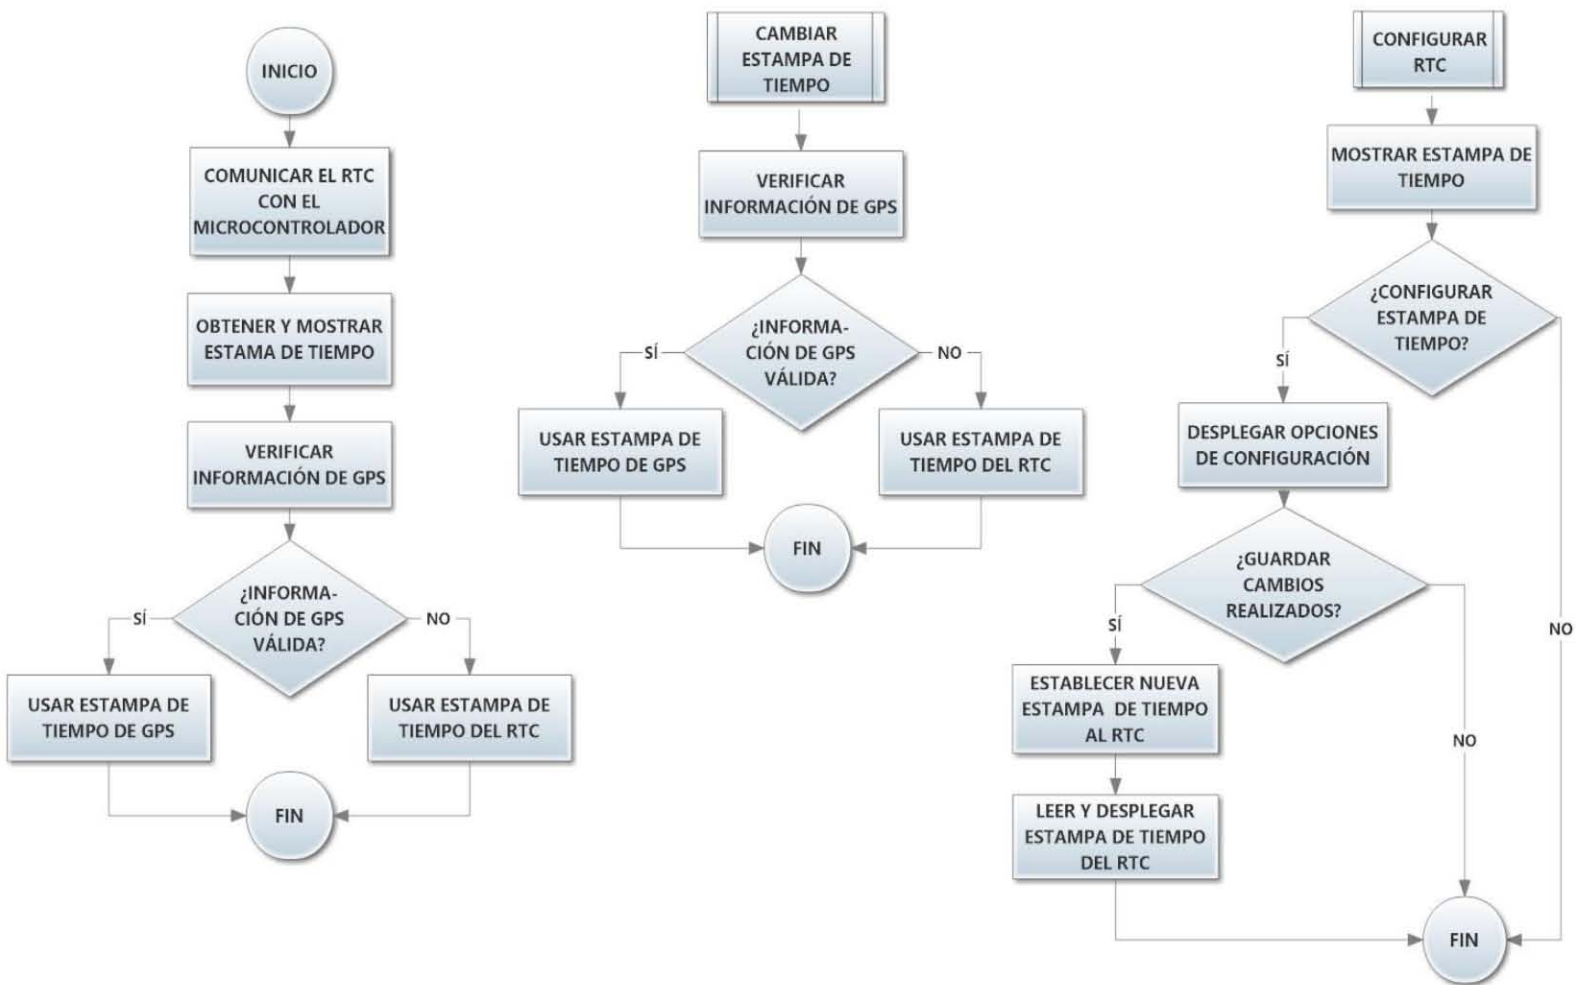 INICIO
COMUNICAR EL RTC
CON EL
MICROCONTROLADOR
OBTENER Y MOSTRAR
ESTAMA DE TIEMPO
VERIFICAR
INFORMACIÓN DE GPS
¿INFORMA-
CIÓN DE GPS
VÁLIDA?
SÍ
NO
USAR ESTAMPA DE
TIEMPO DE GPS
USAR ESTAMPA DE
TIEMPO DEL RTC
FIN
CAMBIAR
ESTAMPA DE
TIEMPO
VERIFICAR
INFORMACIÓN DE GPS
¿INFORMA-
CIÓN DE GPS
VÁLIDA?
SÍ
NO
USAR ESTAMPA DE
TIEMPO DE GPS
USAR ESTAMPA DE
TIEMPO DEL RTC
FIN
CONFIGURAR
RTC
MOSTRAR ESTAMPA DE
TIEMPO
¿CONFIGURAR
ESTAMPA DE
TIEMPO?
SÍ
NO
DESPLEGAR OPCIONES
DE CONFIGURACIÓN
¿GUARDAR
CAMBIOS
REALIZADOS?
SÍ
NO
ESTABLECER NUEVA
ESTAMPA DE TIEMPO
AL RTC
LEER Y DESPLEGAR
ESTAMPA DE TIEMPO
DEL RTC
FIN